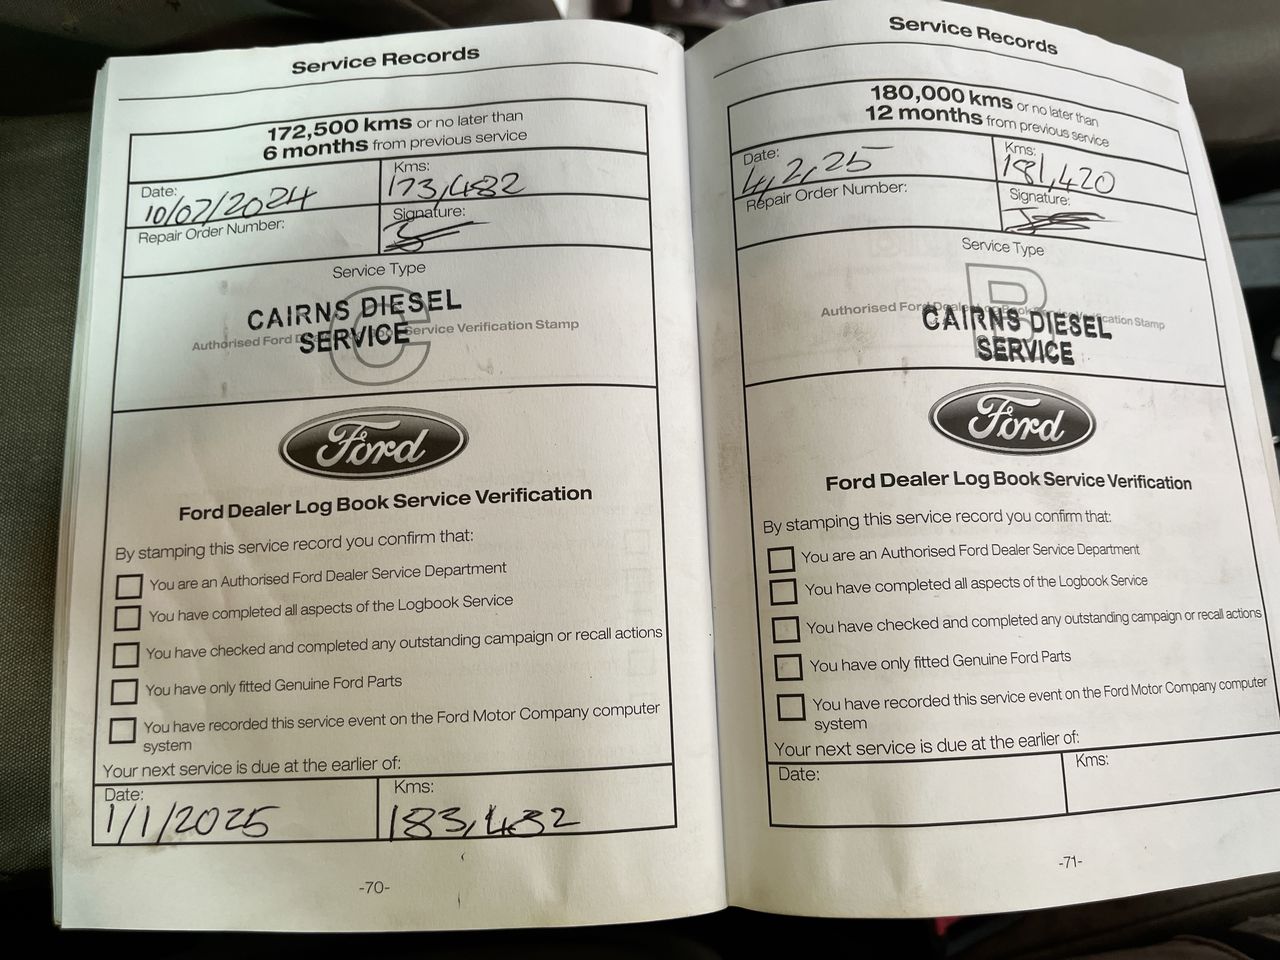 Service Records
172,500 kms or no later than
6 months from previous service
Date:
10/07/2024
Kms:
173,482
Repair Order Number:
Signature:
Service Type
C
Authorised Ford Service Verification Stamp
CAIRNS DIESEL
SERVICE
Ford
Ford Dealer Log Book Service Verification
By stamping this service record you confirm that:
You are an Authorised Ford Dealer Service Department
You have completed all aspects of the Logbook Service
You have checked and completed any outstanding campaign or recall actions
You have only fitted Genuine Ford Parts
You have recorded this service event on the Ford Motor Company computer
system
Your next service is due at the earlier of:
Date:
1/1/2025
Kms:
183,482
-70-
Service Records
180,000 kms or no later than
12 months from previous service
Date:
4,2,25
Kms:
181,420
Repair Order Number:
Signature:
Service Type
B
Authorised Ford Dealer Log Book Service Verification Stamp
CAIRNS DIESEL
SERVICE
Ford
Ford Dealer Log Book Service Verification
By stamping this service record you confirm that:
You are an Authorised Ford Dealer Service Department
You have completed all aspects of the Logbook Service
You have checked and completed any outstanding campaign or recall actions
You have only fitted Genuine Ford Parts
You have recorded this service event on the Ford Motor Company computer
system
Your next service is due at the earlier of:
Date:
Kms:
-71-